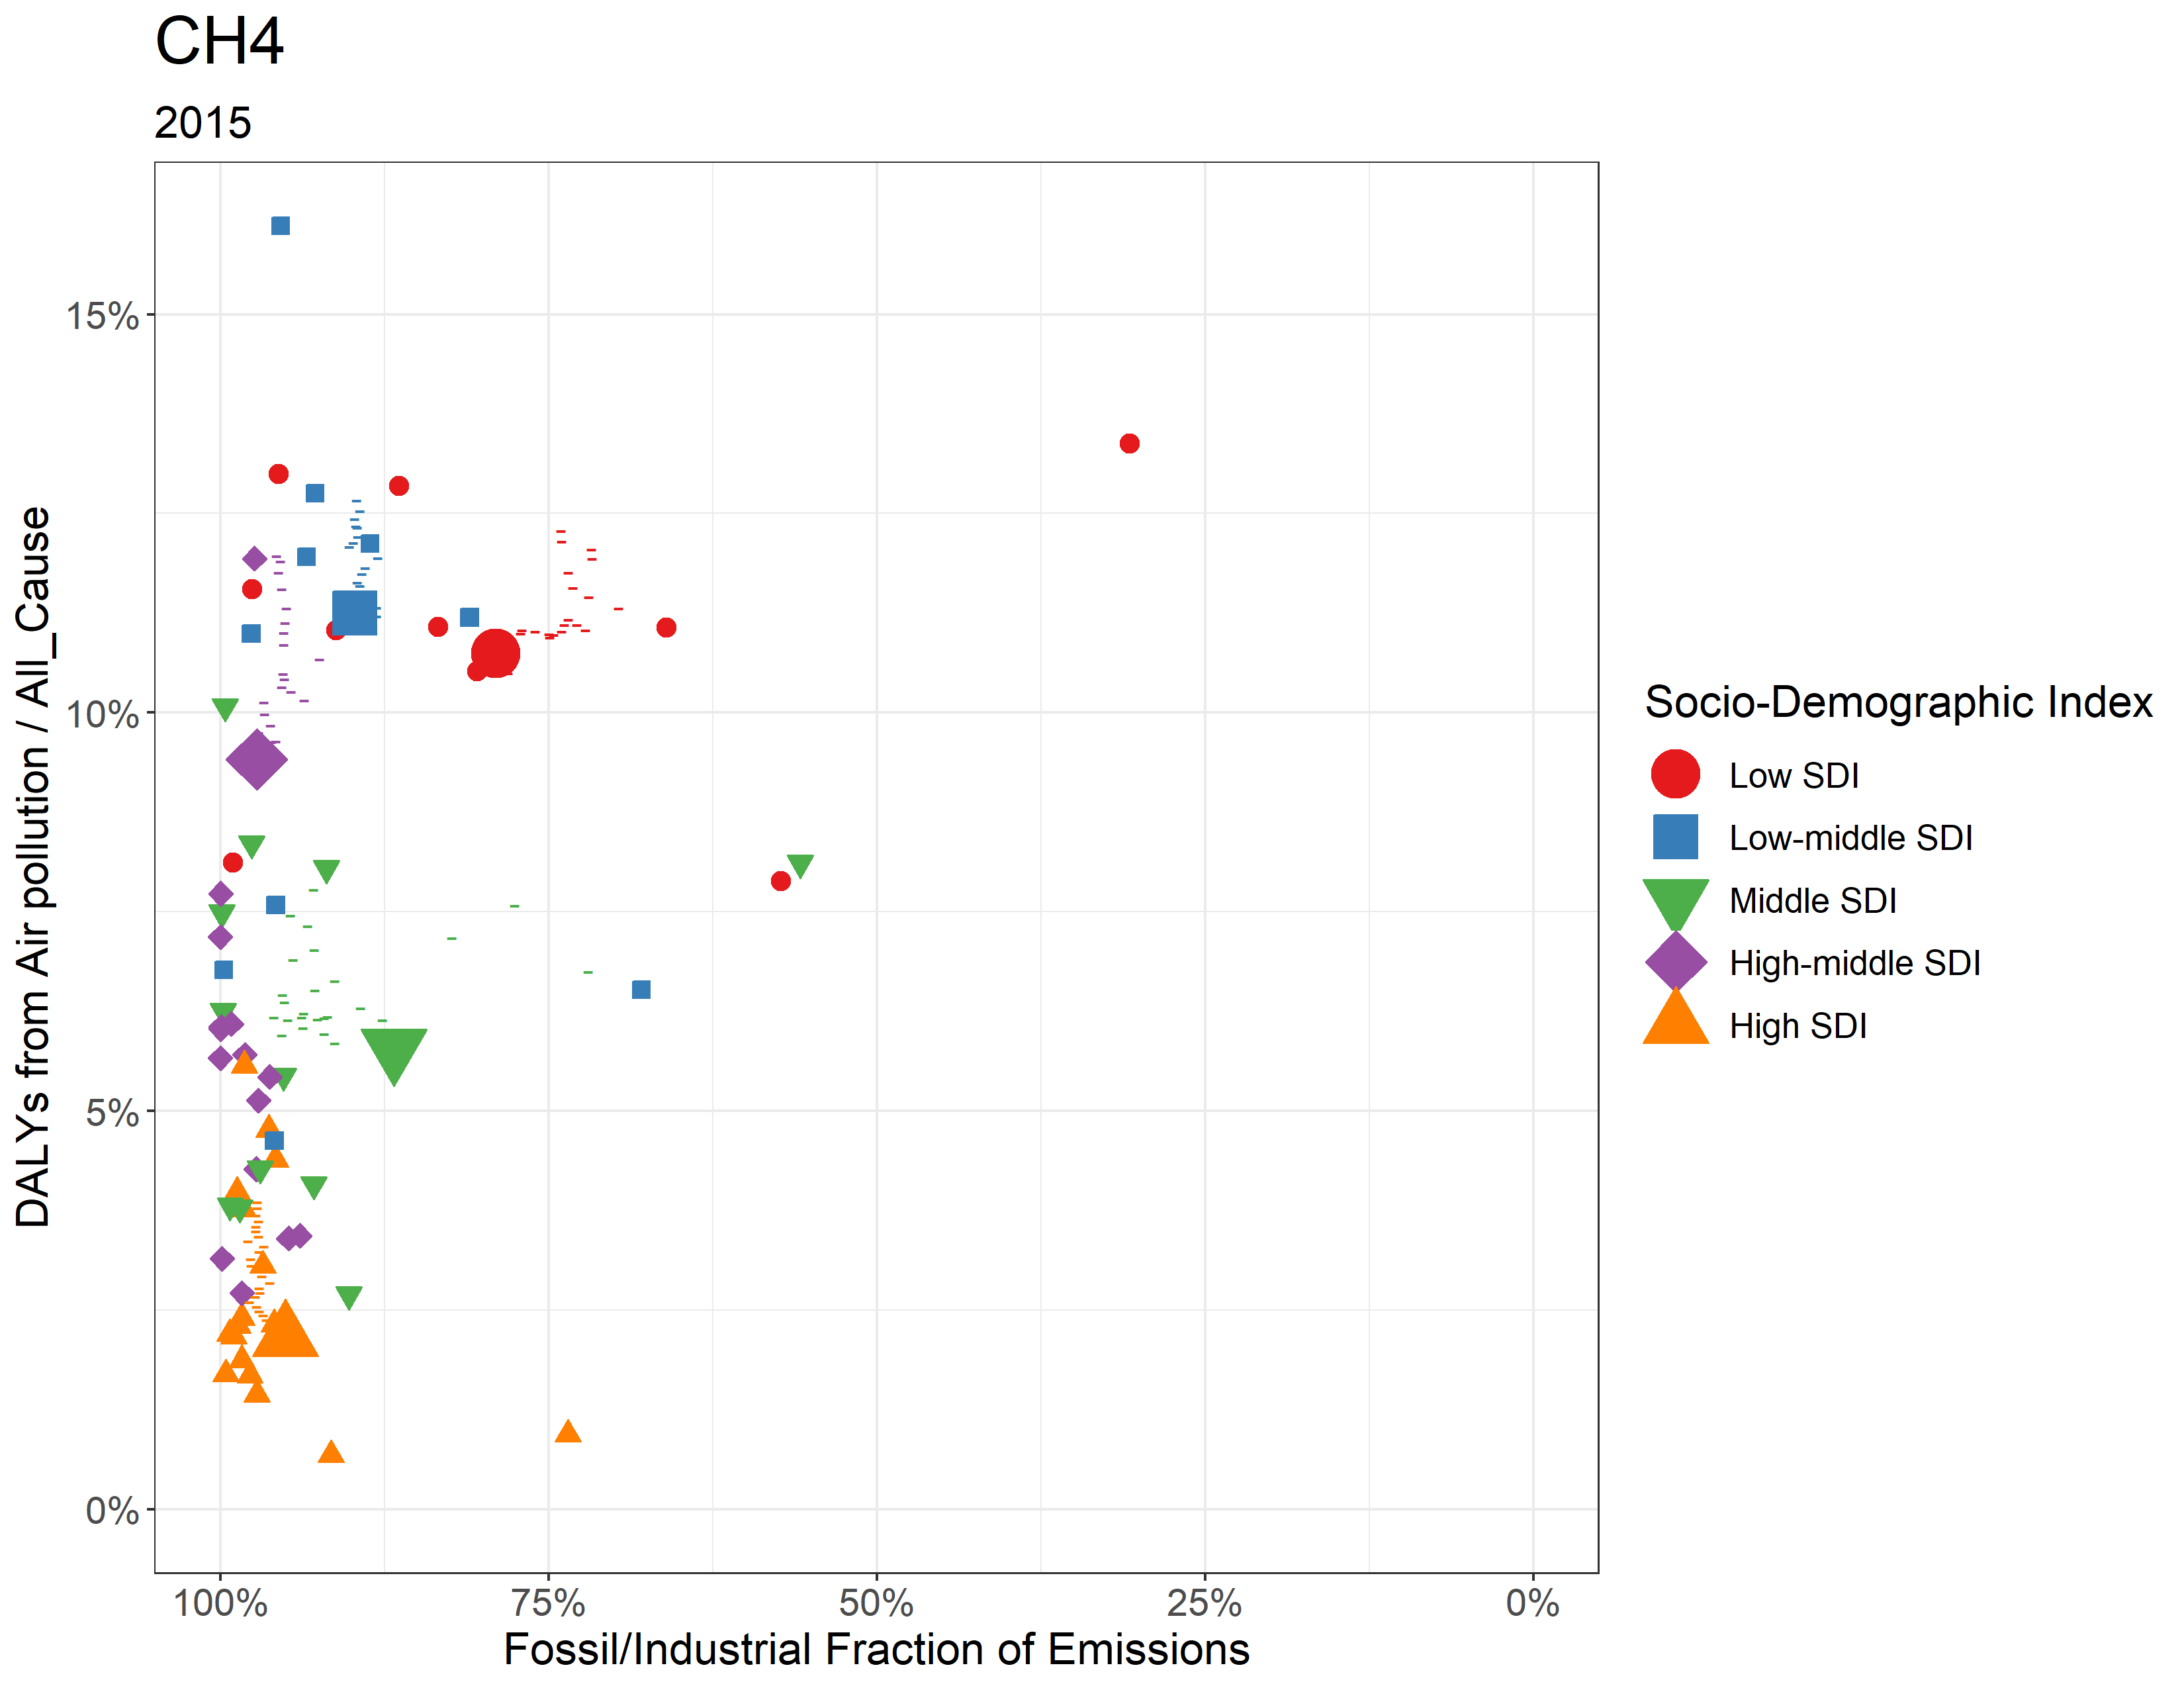 CH4
2015
DALYs from Air pollution / All_Cause
15%
10%
5%
0%
100% 75% 50% 25% 0%
Fossil/Industrial Fraction of Emissions
Socio-Demographic Index
Low SDI
Low-middle SDI
Middle SDI
High-middle SDI
High SDI